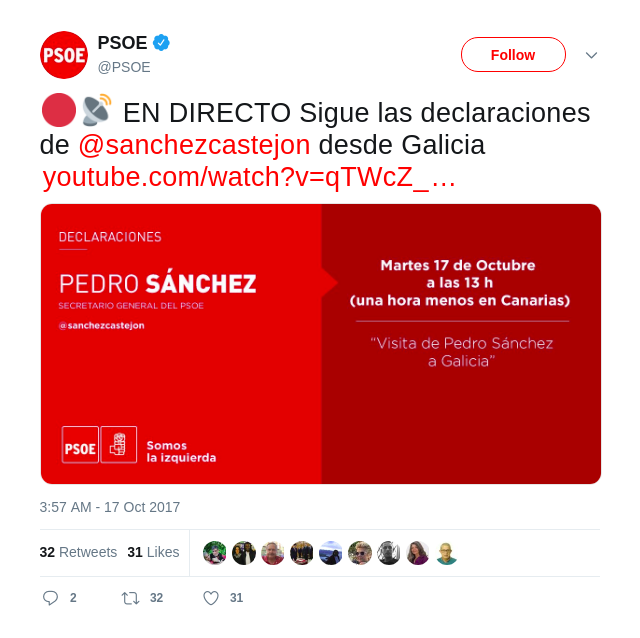 PSOE
PSOE
@PSOE
Follow
EN DIRECTO Sigue las declaraciones
de @sanchezcastejon desde Galicia
youtube.com/watch?v=qTWcZ_…
DECLARACIONES
PEDRO SÁNCHEZ
SECRETARIO GENERAL DEL PSOE
@sanchezcastejon
Martes 17 de Octubre
a las 13 h
(una hora menos en Canarias)
“Visita de Pedro Sánchez
a Galicia”
PSOE
Somos
la izquierda
3:57 AM - 17 Oct 2017
32 Retweets 31 Likes
2 32 31